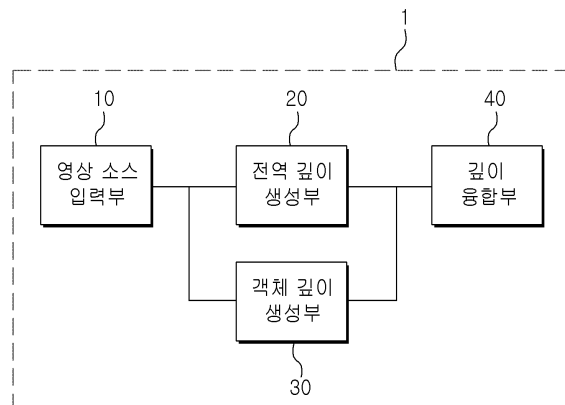 1
10
20
40
영상 소스
입력부
전역 깊이
생성부
깊이
융합부
객체 깊이
생성부
30